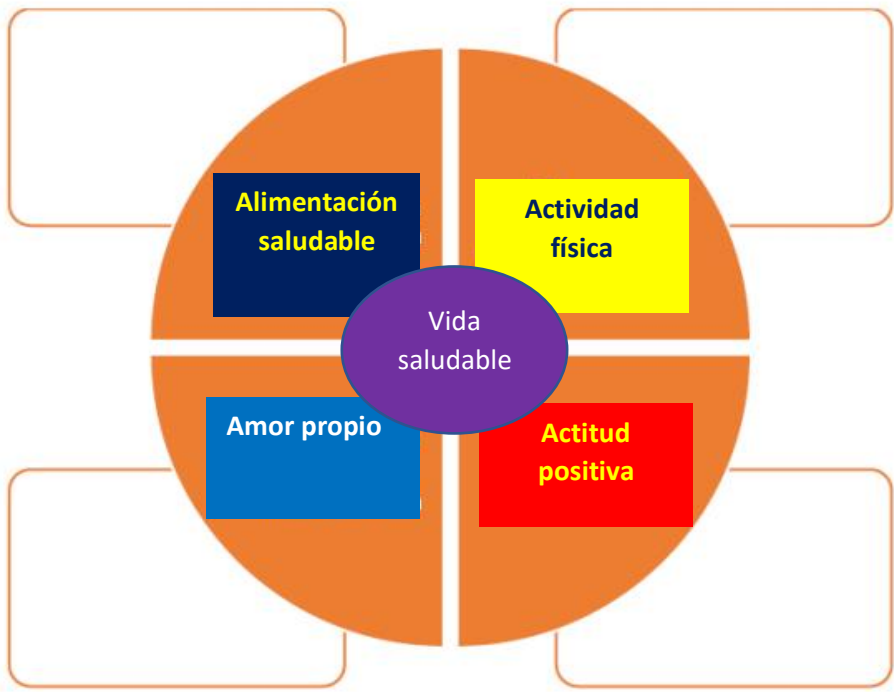 Alimentación
saludable
Actividad
física
Vida
saludable
Amor propio
Actitud
positiva